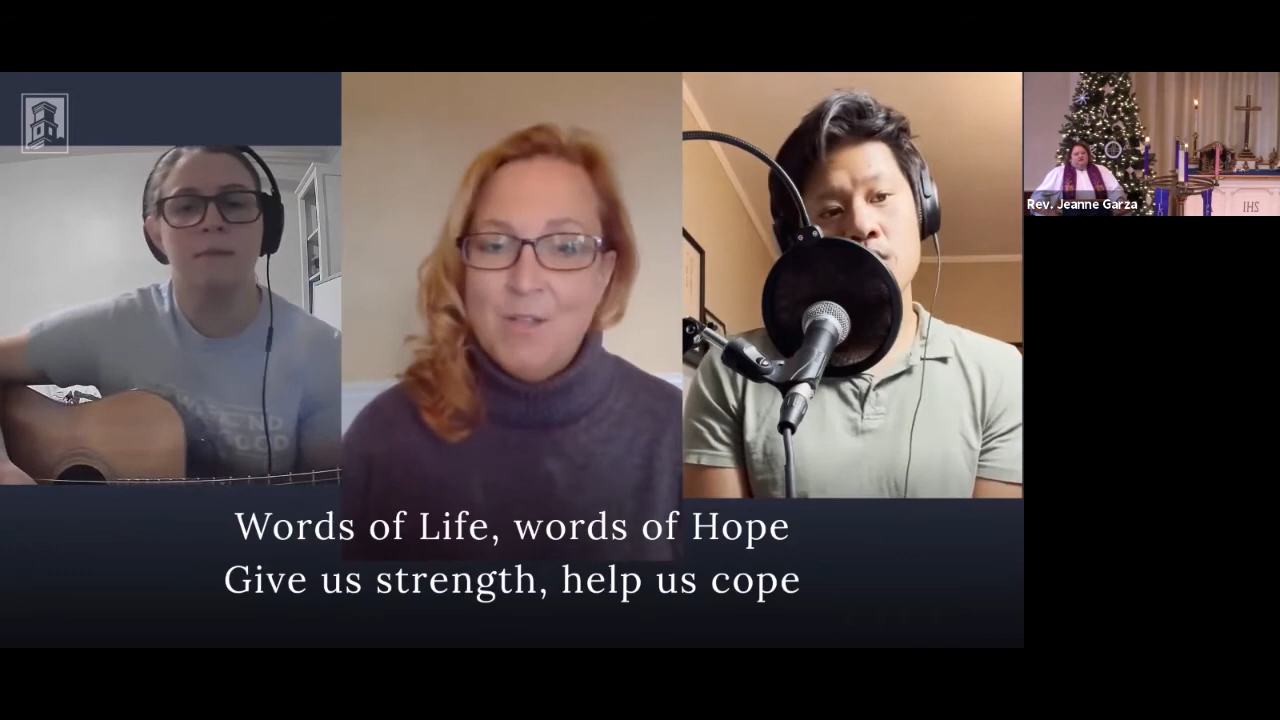 Words of Life, words of Hope
Give us strength, help us cope
Rev. Jeanne Garza
IHS